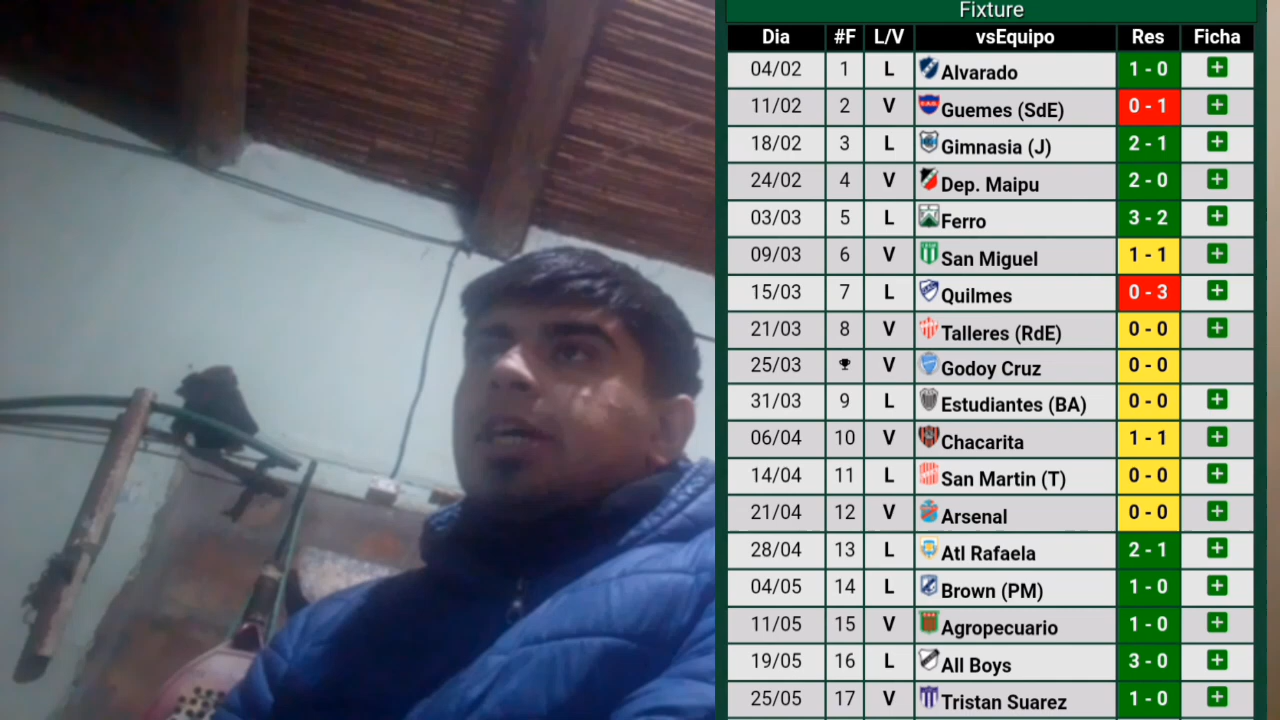 Fixture
Dia #F L/V vsEquipo Res Ficha
04/02 1 L Alvarado 1 - 0
11/02 2 V Guemes (SdE) 0 - 1
18/02 3 L Gimnasia (J) 2 - 1
24/02 4 V Dep. Maipu 2 - 0
03/03 5 L Ferro 3 - 2
09/03 6 V San Miguel 1 - 1
15/03 7 L Quilmes 0 - 3
21/03 8 V Talleres (RdE) 0 - 0
25/03 V Godoy Cruz 0 - 0
31/03 9 L Estudiantes (BA) 0 - 0
06/04 10 V Chacarita 1 - 1
14/04 11 L San Martin (T) 0 - 0
21/04 12 V Arsenal 0 - 0
28/04 13 L Atl Rafaela 2 - 1
04/05 14 L Brown (PM) 1 - 0
11/05 15 V Agropecuario 1 - 0
19/05 16 L All Boys 3 - 0
25/05 17 V Tristan Suarez 1 - 0